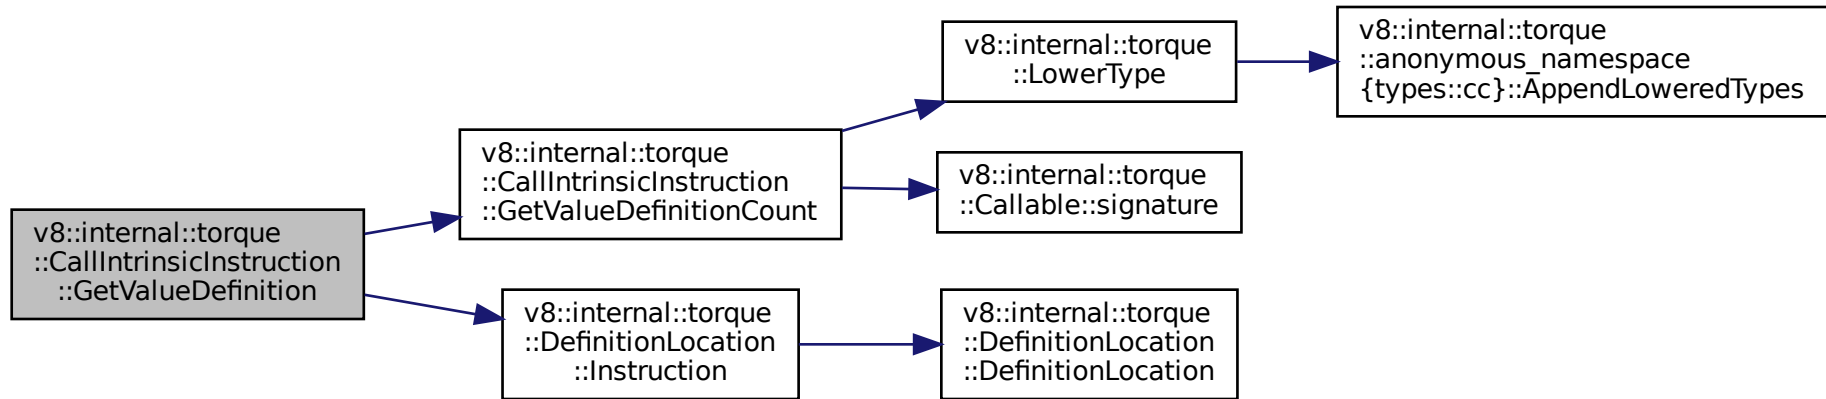 v8::internal::torque
::CallIntrinsicInstruction
::GetValueDefinition
v8::internal::torque
::CallIntrinsicInstruction
::GetValueDefinitionCount
v8::internal::torque
::LowerType
v8::internal::torque
::anonymous_namespace
{types::cc}::AppendLoweredTypes
v8::internal::torque
::Callable::signature
v8::internal::torque
::DefinitionLocation
::Instruction
v8::internal::torque
::DefinitionLocation
::DefinitionLocation